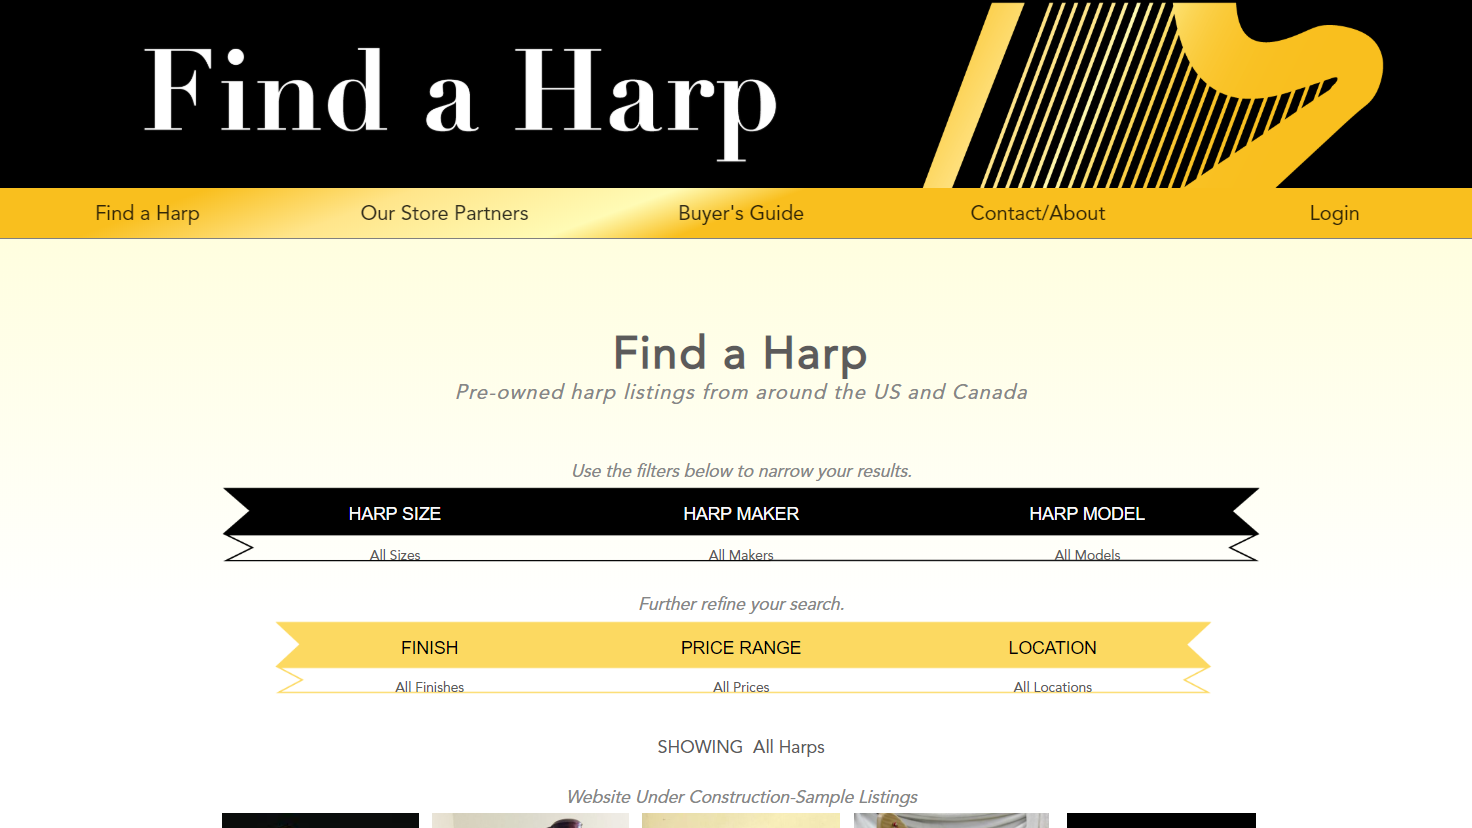 Find a Harp
Find a Harp Our Store Partners Buyer's Guide Contact/About Login
Find a Harp
Pre-owned harp listings from around the US and Canada
Use the filters below to narrow your results.
HARP SIZE HARP MAKER HARP MODEL
All Sizes All Makers All Models
Further refine your search.
FINISH PRICE RANGE LOCATION
All Finishes All Prices All Locations
SHOWING All Harps
Website Under Construction-Sample Listings